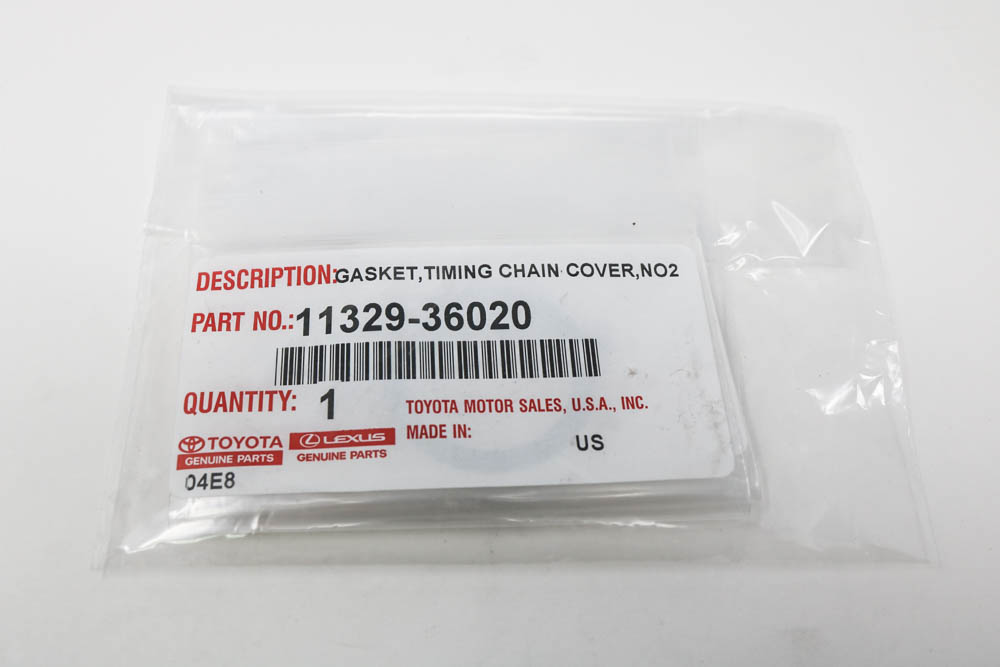 DESCRIPTION:GASKET,TIMING CHAIN COVER,NO2
PART NO.:11329-36020
QUANTITY: 1
TOYOTA MOTOR SALES, U.S.A., INC.
MADE IN: US
TOYOTA
GENUINE PARTS
LEXUS
GENUINE PARTS
04E8